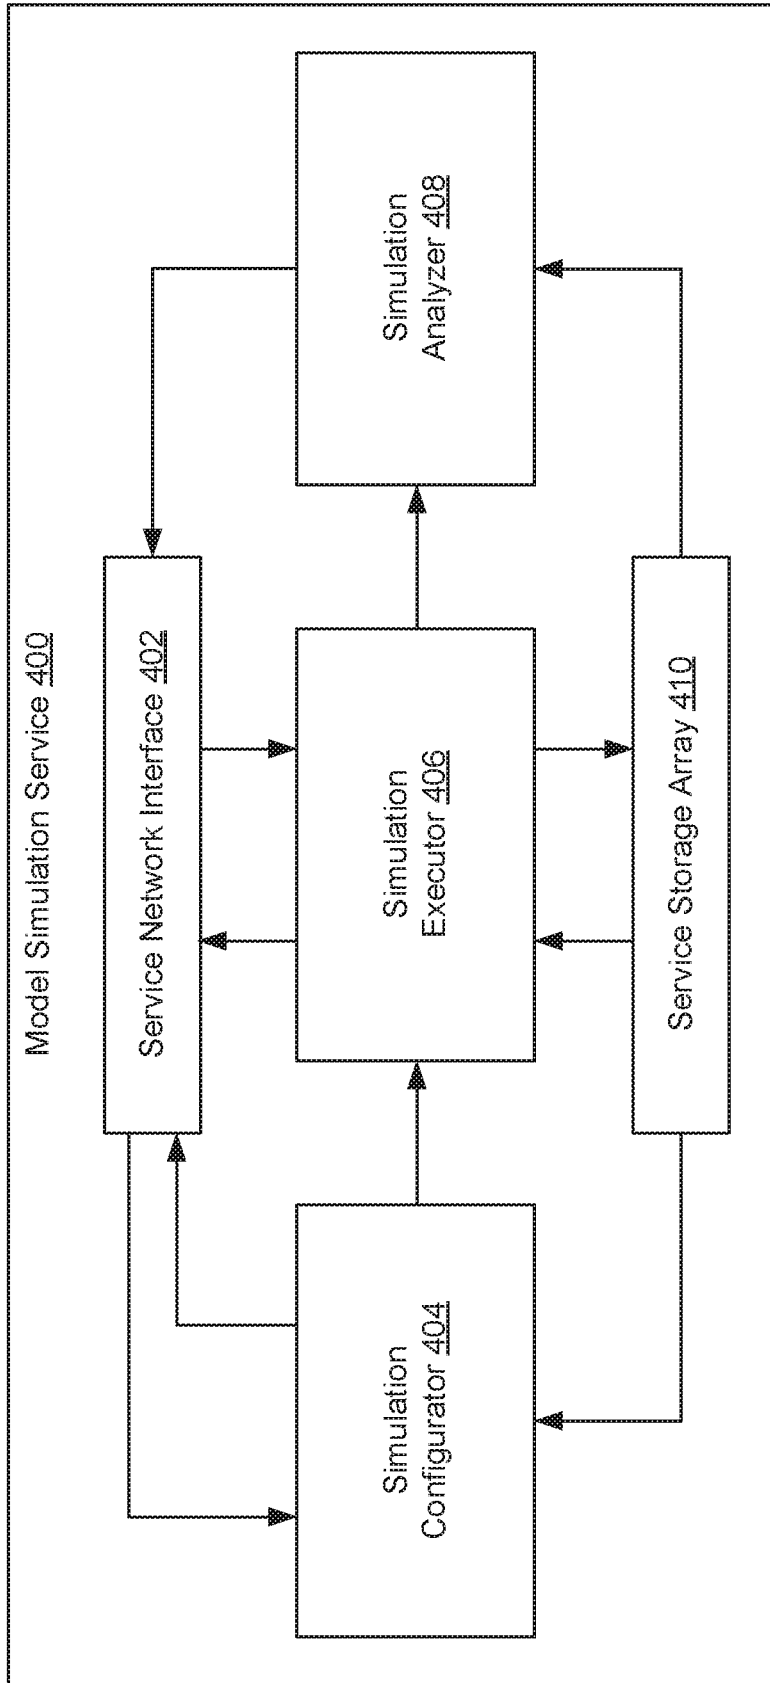 Model Simulation Service 400
Service Network Interface 402
Simulation
Configurator 404
Simulation
Executor 406
Simulation
Analyzer 408
Service Storage Array 410